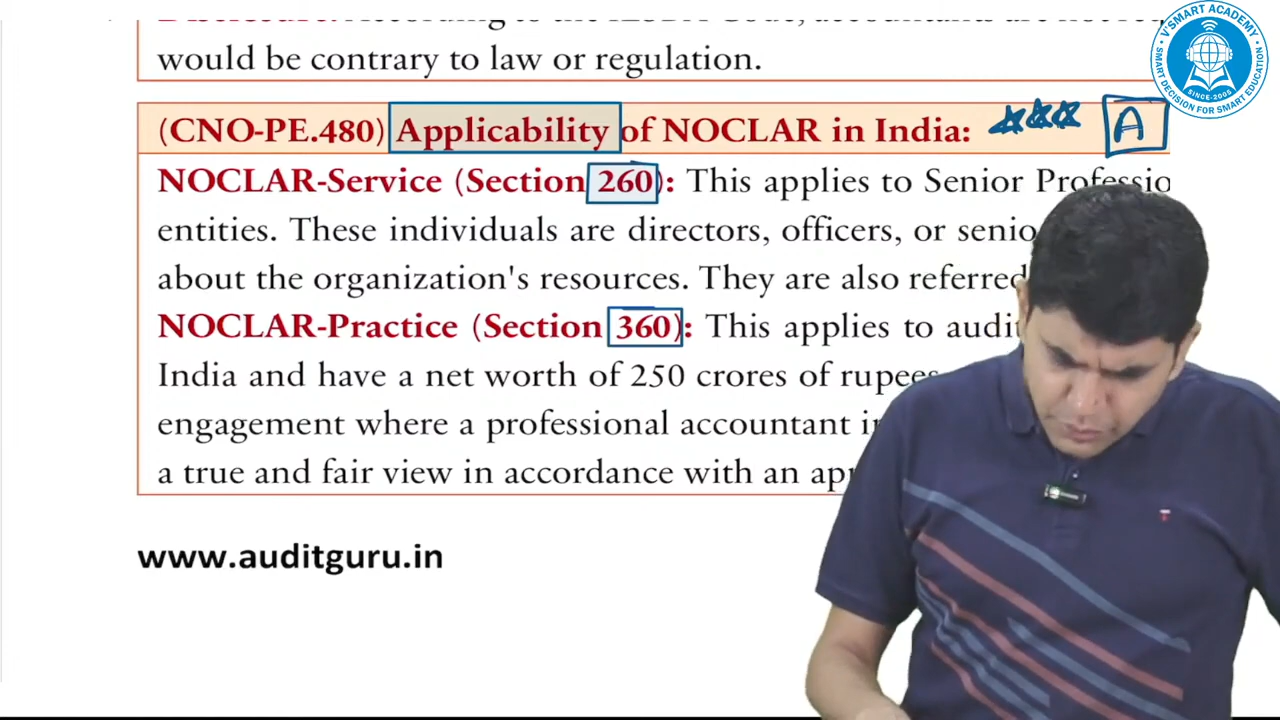 would be contrary to law or regulation.
(CNO-PE.480) Applicability of NOCLAR in India: A
NOCLAR-Service (Section 260): This applies to Senior
entities. These individuals are directors, officers, or
about the organization's resources. They are also referred
NOCLAR-Practice (Section 360): This applies to
India and have a net worth of 250 crores of rupees
engagement where a professional accountant
a true and fair view in accordance with an
www.auditguru.in
V'SMART ACADEMY
SMART DECISION FOR SMART EDUCATION
SINCE-2005